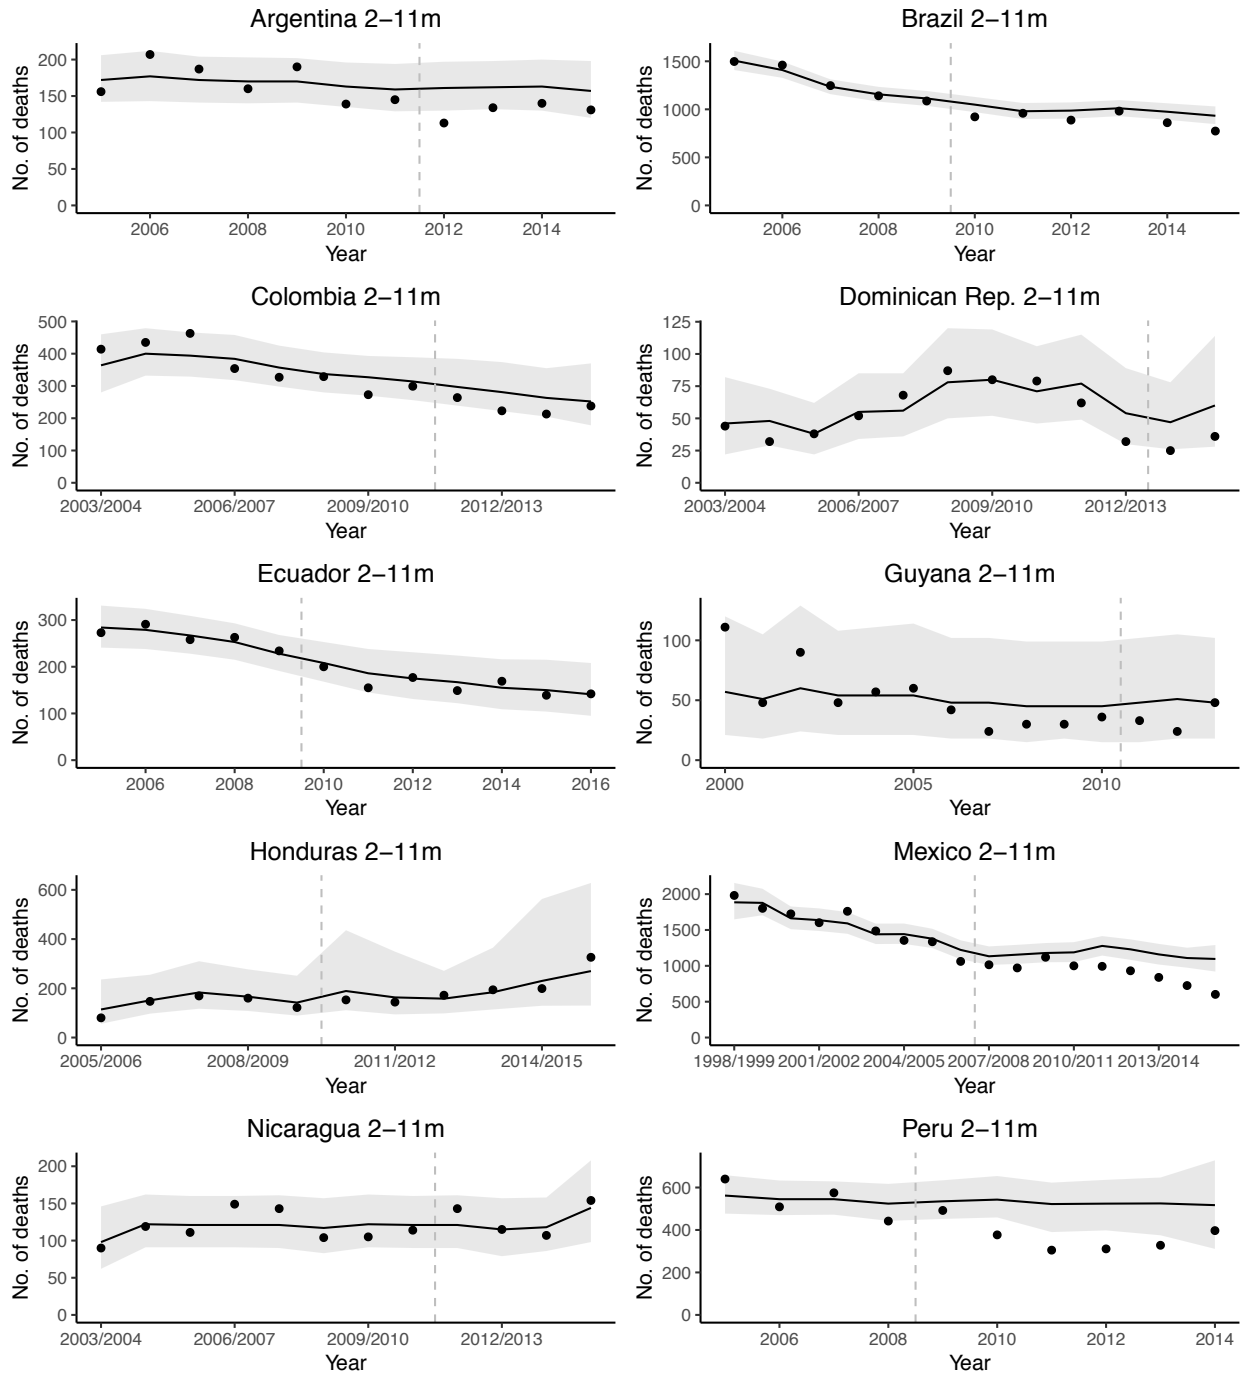 Argentina 2–11m
No. of deaths
200
150
100
50
0
2006 2008 2010 2012 2014
Year
Brazil 2–11m
No. of deaths
1500
1000
500
0
2006 2008 2010 2012 2014
Year
Colombia 2–11m
No. of deaths
500
400
300
200
100
0
2003/2004 2006/2007 2009/2010 2012/2013
Year
Dominican Rep. 2–11m
No. of deaths
125
100
75
50
25
0
2003/2004 2006/2007 2009/2010 2012/2013
Year
Ecuador 2–11m
No. of deaths
300
200
100
0
2006 2008 2010 2012 2014 2016
Year
Guyana 2–11m
No. of deaths
100
50
0
2000 2005 2010
Year
Honduras 2–11m
No. of deaths
600
400
200
0
2005/2006 2008/2009 2011/2012 2014/2015
Year
Mexico 2–11m
No. of deaths
2000
1500
1000
500
0
1998/1999 2001/2002 2004/2005 2007/2008 2010/2011 2013/2014
Year
Nicaragua 2–11m
No. of deaths
200
150
100
50
0
2003/2004 2006/2007 2009/2010 2012/2013
Year
Peru 2–11m
No. of deaths
600
400
200
0
2006 2008 2010 2012 2014
Year